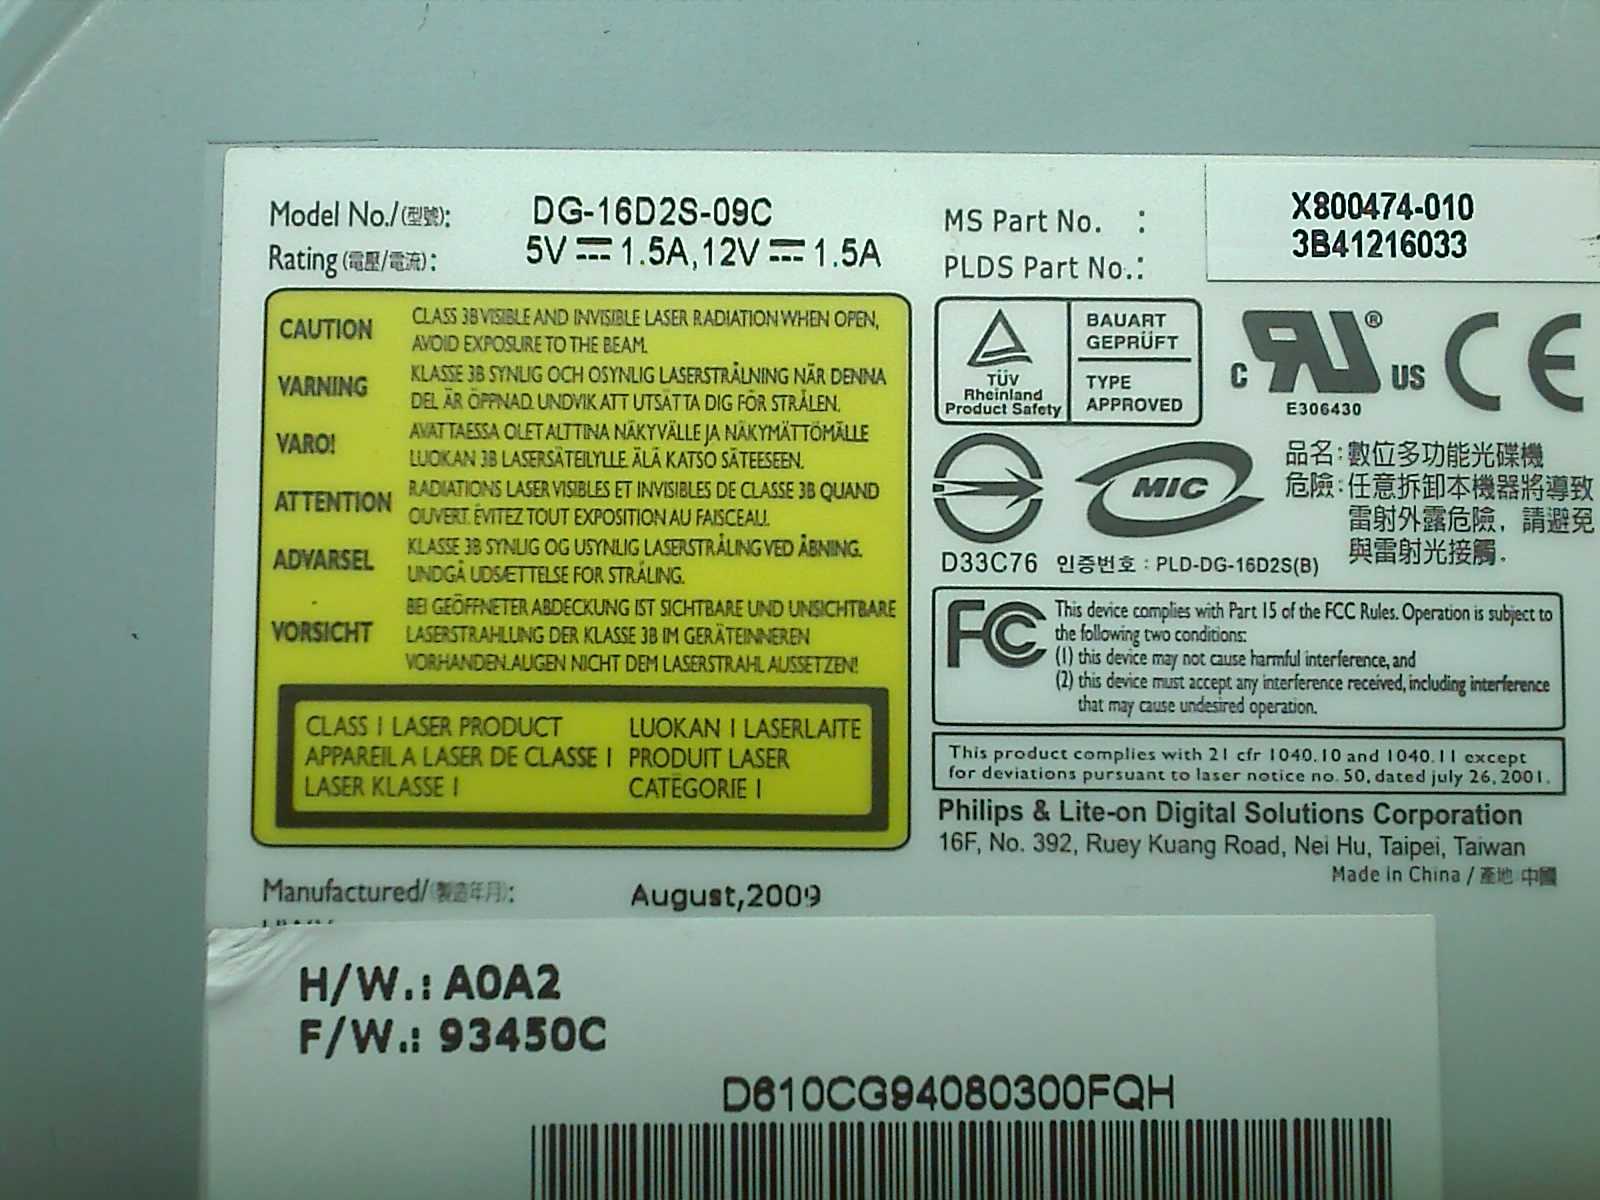 Model No./(型號): DG-16D2S-09C
Rating (電壓/電流): 5V 1.5A, 12V 1.5A
MS Part No. : X800474-010
PLDS Part No.: 3B41216033
CAUTION CLASS 3B VISIBLE AND INVISIBLE LASER RADIATION WHEN OPEN,
AVOID EXPOSURE TO THE BEAM.
VARNING KLASSE 3B SYNLIG OCH OSYNLIG LASERSTRÅLNING NÄR DENNA
DEL ÄR ÖPPNAD. UNDVIK ATT UTSÄTTA DIG FÖR STRÅLEN.
VARO! AVATTAESSA OLET ALTTINA NÄKYVÄLLE JA NÄKYMÄTTÖMÄLLE
LUOKAN 3B LASERSÄTEILYLLE. ÄLÄ KATSO SÄTEESEEN.
ATTENTION RADIATIONS LASER VISIBLES ET INVISIBLES DE CLASSE 3B QUAND
OUVERT. ÉVITEZ TOUT EXPOSITION AU FAISCEAU.
ADVARSEL KLASSE 3B SYNLIG OG USYNLIG LASERSTRÅLING VED ÅBNING.
UNDGÅ UDSÆTTELSE FOR STRÅLING.
VORSICHT BEI GEÖFFNETER ABDECKUNG IST SICHTBARE UND UNSICHTBARE
LASERSTRAHLUNG DER KLASSE 3B IM GERÄTEINNEREN
VORHANDEN. AUGEN NICHT DEM LASERSTRAHL AUSSETZEN!
CLASS 1 LASER PRODUCT LUOKAN 1 LASERLAITE
APPAREIL A LASER DE CLASSE 1 PRODUIT LASER
LASER KLASSE 1 CATÉGORIE 1
TÜV
Rheinland
Product Safety
BAUART
GEPRÜFT
TYPE
APPROVED
C RU ® US
E306430
CE
D33C76
MIC
인증번호 : PLD-DG-16D2S(B)
品名:數位多功能光碟機
危險:任意拆卸本機器將導致
雷射外露危險, 請避免
與雷射光接觸.
FC This device complies with Part 15 of the FCC Rules. Operation is subject to
the following two conditions:
(1) this device may not cause harmful interference, and
(2) this device must accept any interference received, including interference
that may cause undesired operation.
This product complies with 21 cfr 1040.10 and 1040.11 except
for deviations pursuant to laser notice no. 50, dated july 26, 2001.
Philips & Lite-on Digital Solutions Corporation
16F, No. 392, Ruey Kuang Road, Nei Hu, Taipei, Taiwan
Made in China / 產地 中國
Manufactured/(製造年月): August,2009
H/W.: A0A2
F/W.: 93450C
D610CG94080300FQH